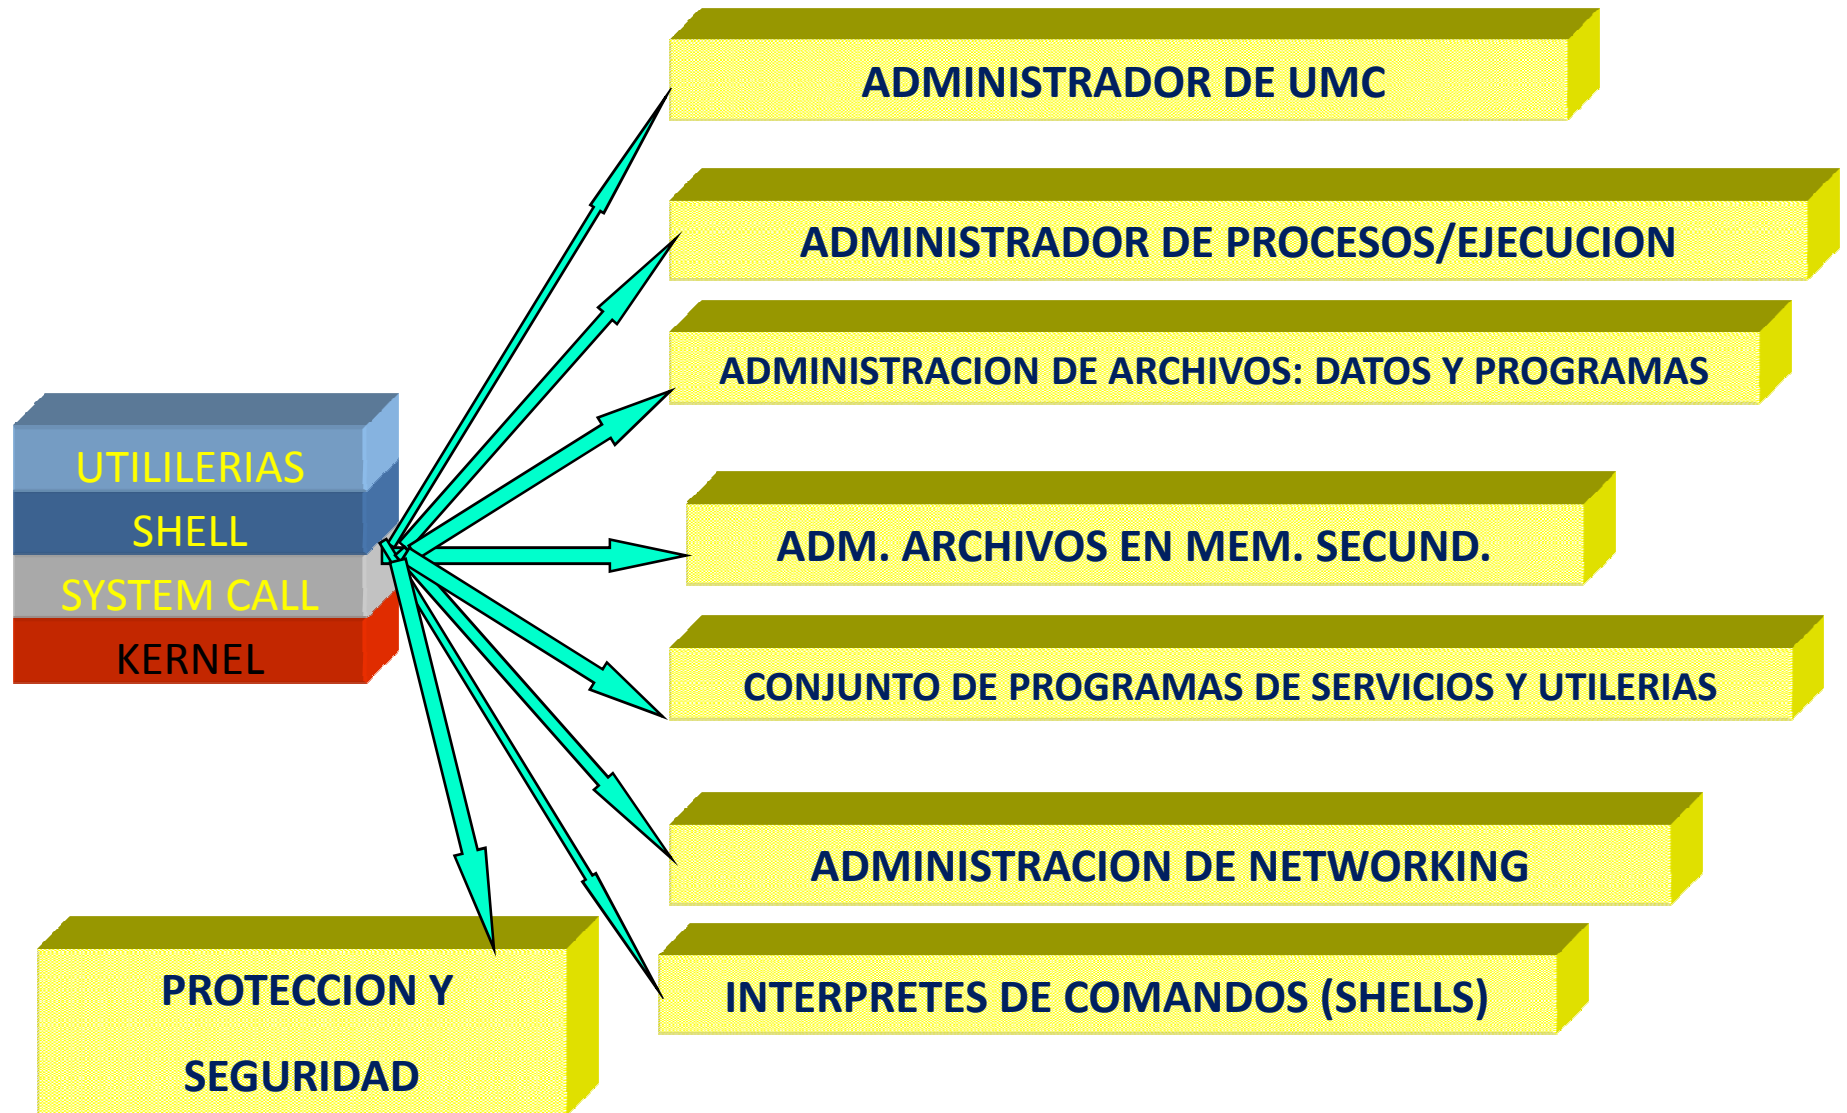 ADMINISTRADOR DE UMC
ADMINISTRADOR DE PROCESOS/EJECUCION
ADMINISTRACION DE ARCHIVOS: DATOS Y PROGRAMAS
UTILILERIAS
SHELL
SYSTEM CALL
KERNEL
ADM. ARCHIVOS EN MEM. SECUND.
CONJUNTO DE PROGRAMAS DE SERVICIOS Y UTILERIAS
ADMINISTRACION DE NETWORKING
INTERPRETES DE COMANDOS (SHELLS)
PROTECCION Y
SEGURIDAD